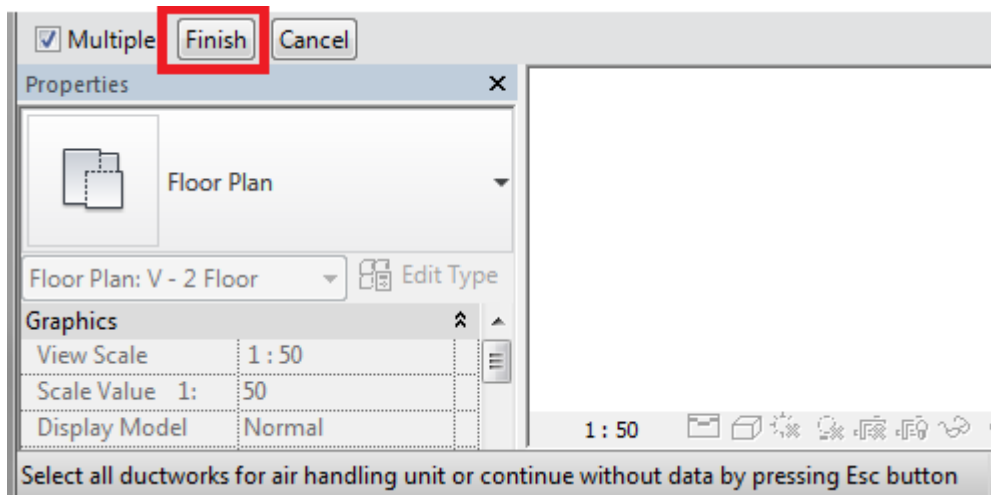 Multiple Finish Cancel
Properties
Floor Plan
Floor Plan: V - 2 Floor Edit Type
Graphics
View Scale 1 : 50
Scale Value 1: 50
Display Model Normal
1 : 50
Select all ductworks for air handling unit or continue without data by pressing Esc button